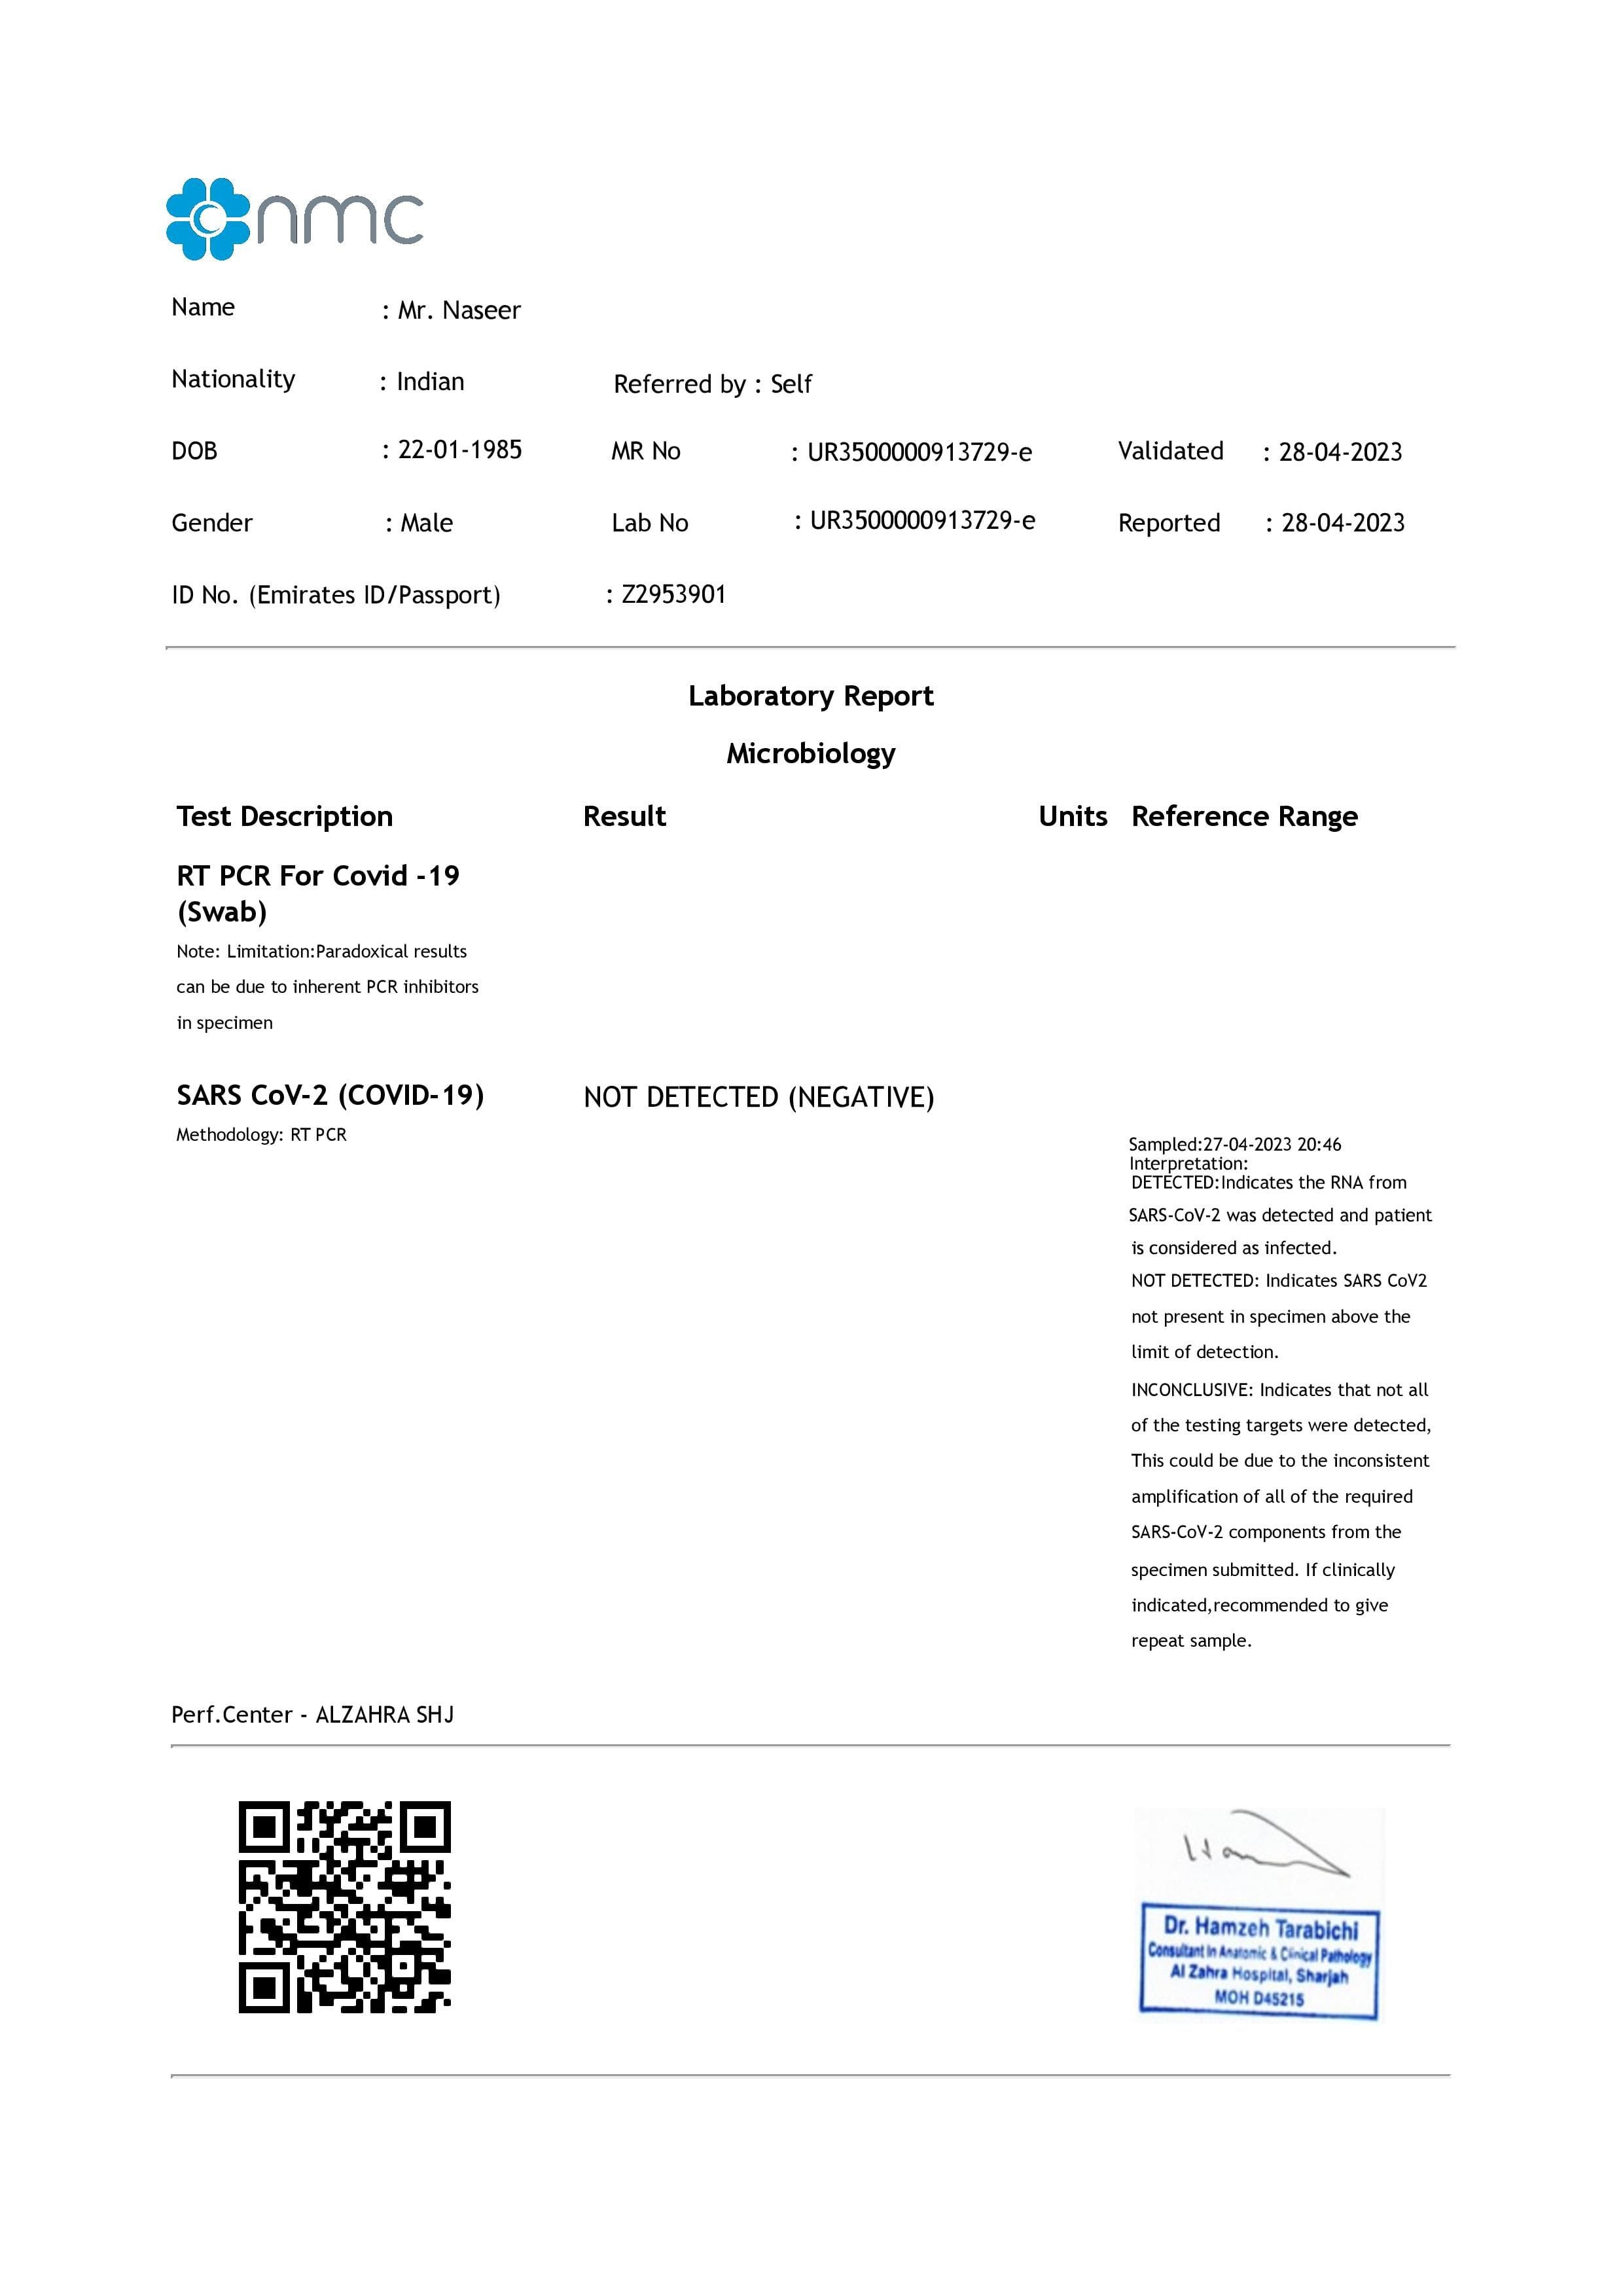 nmc
Name : Mr. Naseer
Nationality : Indian Referred by : Self
DOB : 22-01-1985 MR No : UR3500000913729-e Validated : 28-04-2023
Gender : Male Lab No : UR3500000913729-e Reported : 28-04-2023
ID No. (Emirates ID/Passport) : Z2953901
Laboratory Report
Microbiology
Test Description Result Units Reference Range
RT PCR For Covid -19
(Swab)
Note: Limitation:Paradoxical results
can be due to inherent PCR inhibitors
in specimen
SARS CoV-2 (COVID-19) NOT DETECTED (NEGATIVE)
Methodology: RT PCR
Sampled:27-04-2023 20:46
Interpretation:
DETECTED:Indicates the RNA from
SARS-CoV-2 was detected and patient
is considered as infected.
NOT DETECTED: Indicates SARS CoV2
not present in specimen above the
limit of detection.
INCONCLUSIVE: Indicates that not all
of the testing targets were detected,
This could be due to the inconsistent
amplification of all of the required
SARS-CoV-2 components from the
specimen submitted. If clinically
indicated,recommended to give
repeat sample.
Perf.Center - ALZAHRA SHJ
Dr. Hamzeh Tarabichi
Consultant In Anatomic & Clinical Pathology
Al Zahra Hospital, Sharjah
MOH D45215